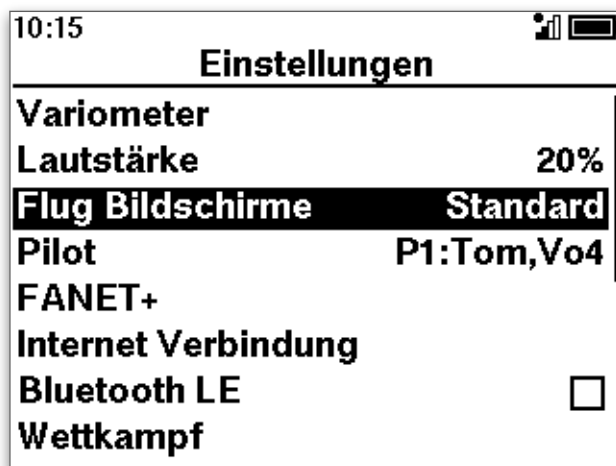 10:15
Einstellungen
Variometer
Lautstärke 20%
Flug Bildschirme Standard
Pilot P1:Tom,Vo4
FANET+
Internet Verbindung
Bluetooth LE
Wettkampf